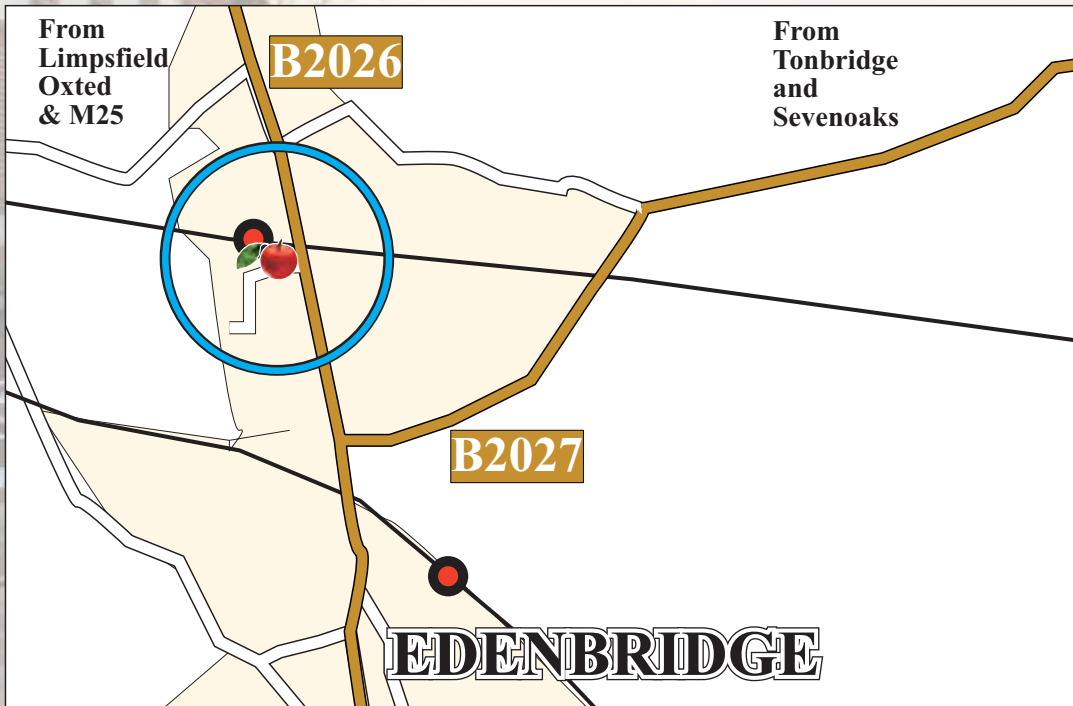 From
Limpsfield
Oxted
& M25
B2026
From
Tonbridge
and
Sevenoaks
B2027
EDENBRIDGE